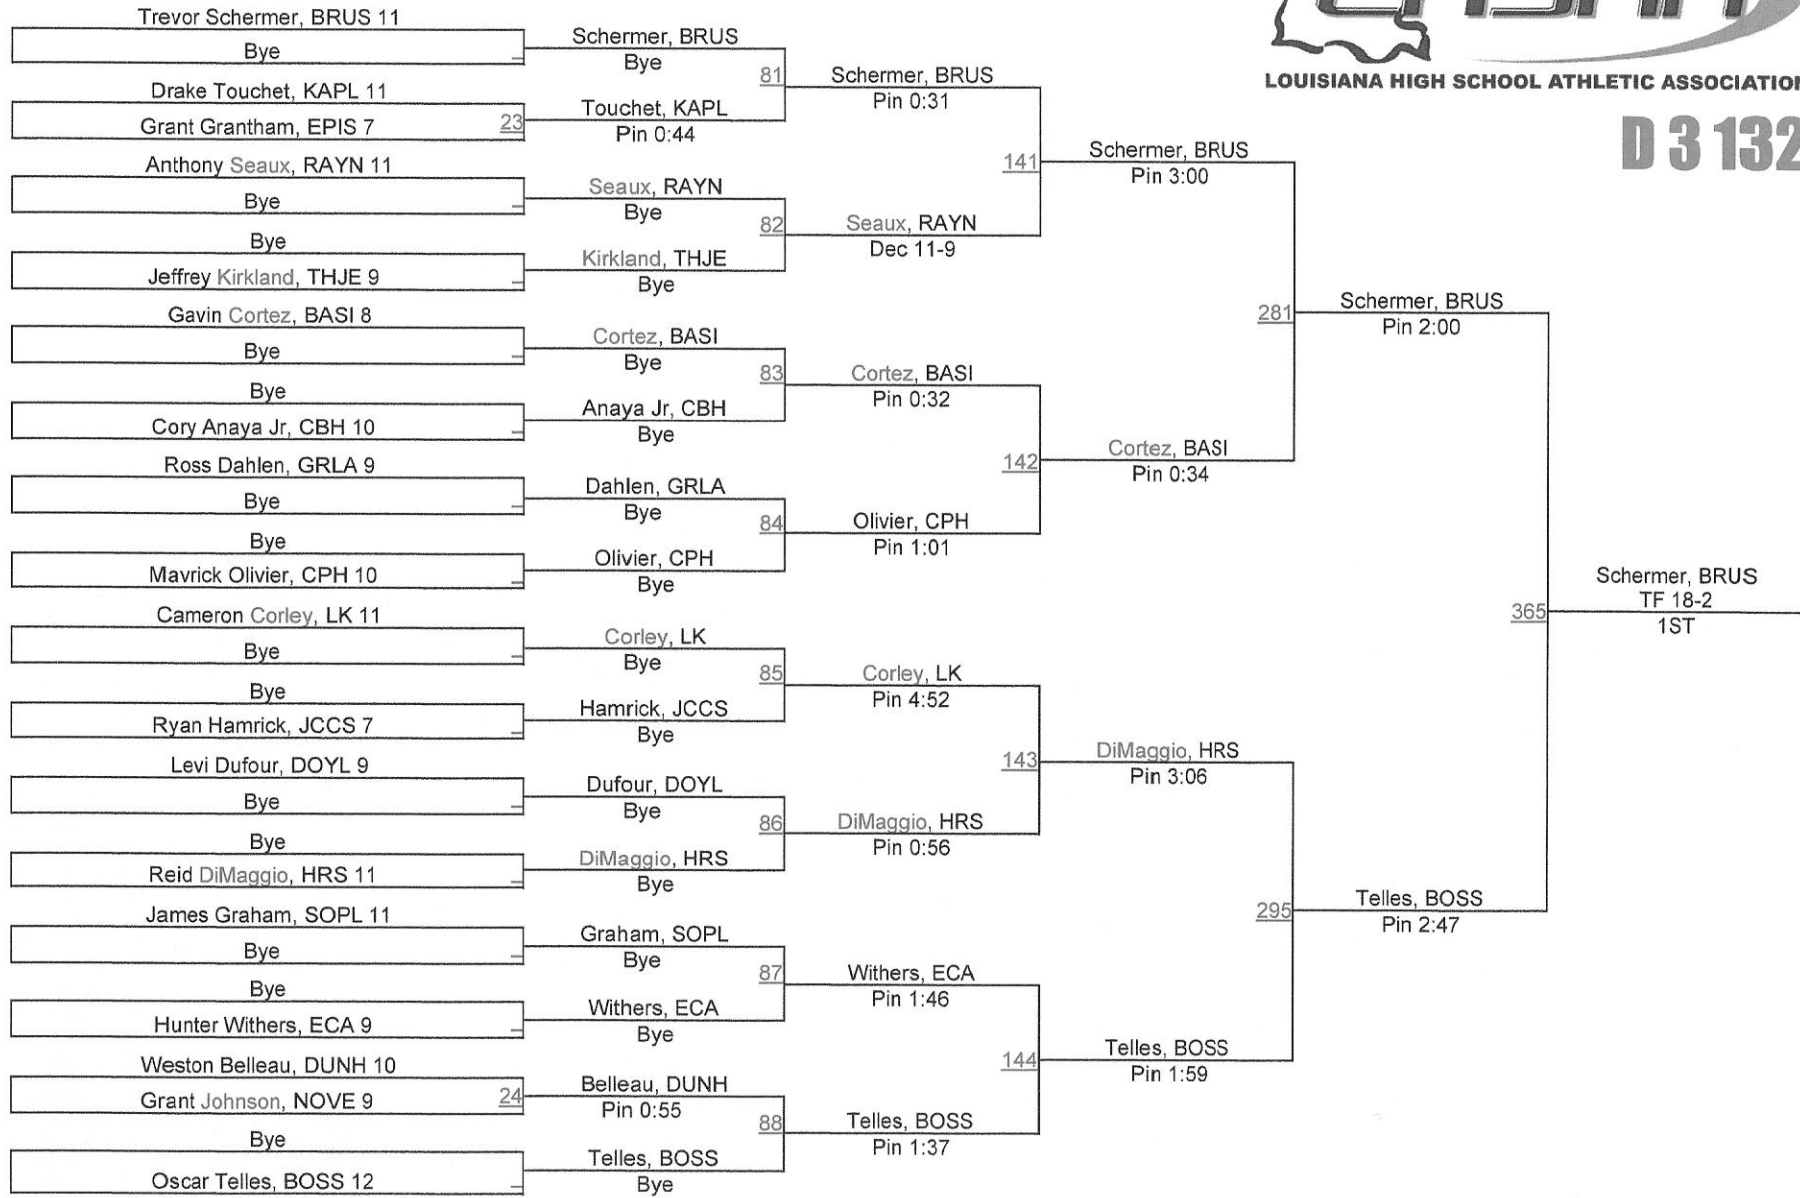 LOUISIANA HIGH SCHOOL ATHLETIC ASSOCIATION
D 3 132
Trevor Schermer, BRUS 11
Bye
Drake Touchet, KAPL 11
Grant Grantham, EPIS 7
23
Anthony Seaux, RAYN 11
Bye
Bye
Jeffrey Kirkland, THJE 9
Gavin Cortez, BASI 8
Bye
Bye
Cory Anaya Jr, CBH 10
Ross Dahlen, GRLA 9
Bye
Bye
Mavrick Olivier, CPH 10
Cameron Corley, LK 11
Bye
Bye
Ryan Hamrick, JCCS 7
Levi Dufour, DOYL 9
Bye
Bye
Reid DiMaggio, HRS 11
James Graham, SOPL 11
Bye
Bye
Hunter Withers, ECA 9
Weston Belleau, DUNH 10
Grant Johnson, NOVE 9
24
Bye
Oscar Telles, BOSS 12
Schermer, BRUS
Bye
81
Touchet, KAPL
Pin 0:44
Seaux, RAYN
Bye
82
Kirkland, THJE
Bye
Cortez, BASI
Bye
83
Anaya Jr, CBH
Bye
Dahlen, GRLA
Bye
84
Olivier, CPH
Bye
Corley, LK
Bye
85
Hamrick, JCCS
Bye
Dufour, DOYL
Bye
86
DiMaggio, HRS
Bye
Graham, SOPL
Bye
87
Withers, ECA
Bye
Belleau, DUNH
Pin 0:55
88
Telles, BOSS
Bye
Schermer, BRUS
Pin 0:31
141
Seaux, RAYN
Dec 11-9
Cortez, BASI
Pin 0:32
142
Olivier, CPH
Pin 1:01
Corley, LK
Pin 4:52
143
DiMaggio, HRS
Pin 0:56
Withers, ECA
Pin 1:46
144
Telles, BOSS
Pin 1:37
Schermer, BRUS
Pin 3:00
281
Cortez, BASI
Pin 0:34
DiMaggio, HRS
Pin 3:06
295
Telles, BOSS
Pin 1:59
Schermer, BRUS
Pin 2:00
365
Telles, BOSS
Pin 2:47
Schermer, BRUS
TF 18-2
1ST